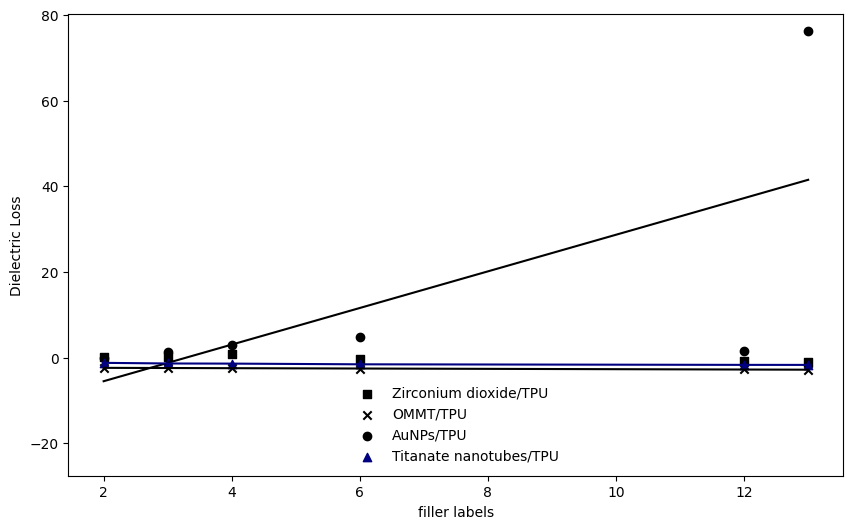 80
60
40
20
0
−20
Dielectric Loss
Zirconium dioxide/TPU
OMMT/TPU
AuNPs/TPU
Titanate nanotubes/TPU
2 4 6 8 10 12
filler labels